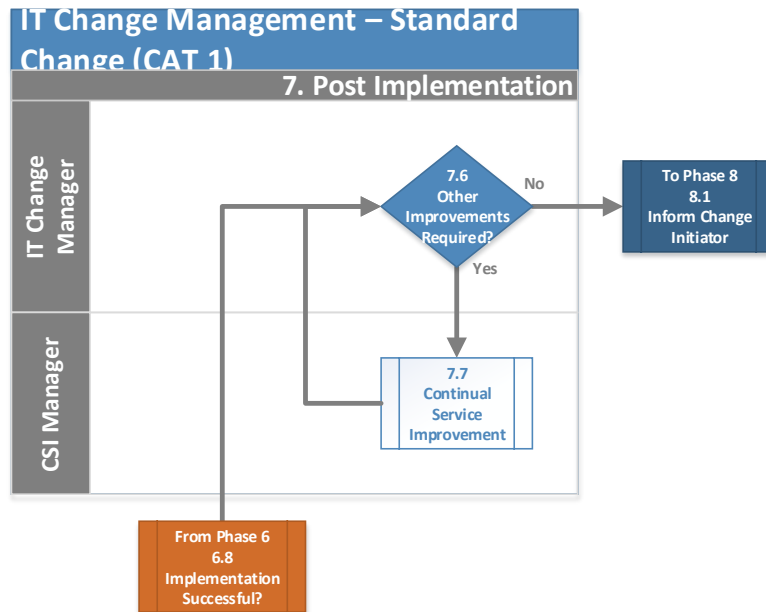 IT Change Management – Standard
Change (CAT 1)
7. Post Implementation
IT Change
Manager
7.6
Other
Improvements
Required?
No
Yes
To Phase 8
8.1
Inform Change
Initiator
CSI Manager
7.7
Continual
Service
Improvement
From Phase 6
6.8
Implementation
Successful?